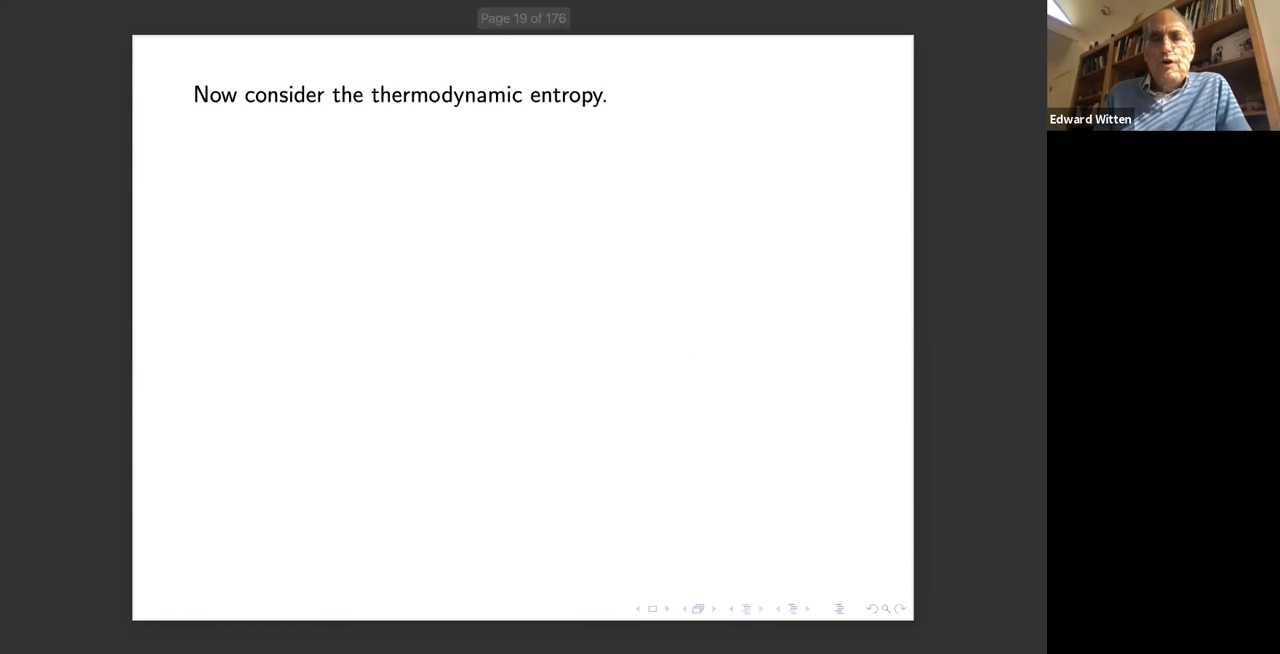 Page 19 of 176
Now consider the thermodynamic entropy.
Edward Witten